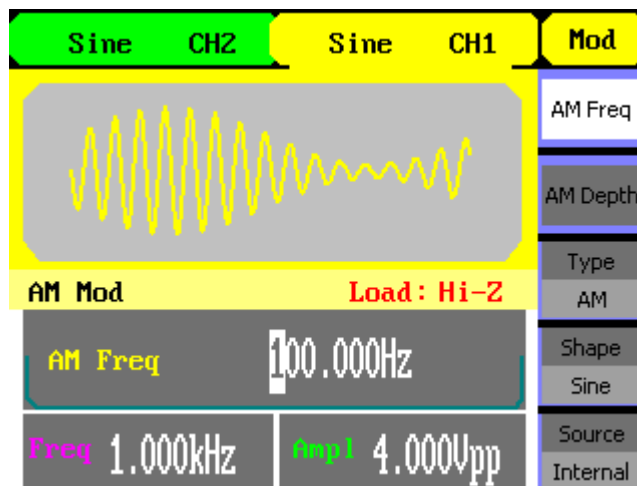 Sine CH2 Sine CH1 Mod
AM Freq
AM Depth
Type
AM Mod Load: Hi-Z
AM
AM Freq 100.000Hz
Shape
Sine
Freq 1.000kHz Ampl 4.000Vpp
Source
Internal